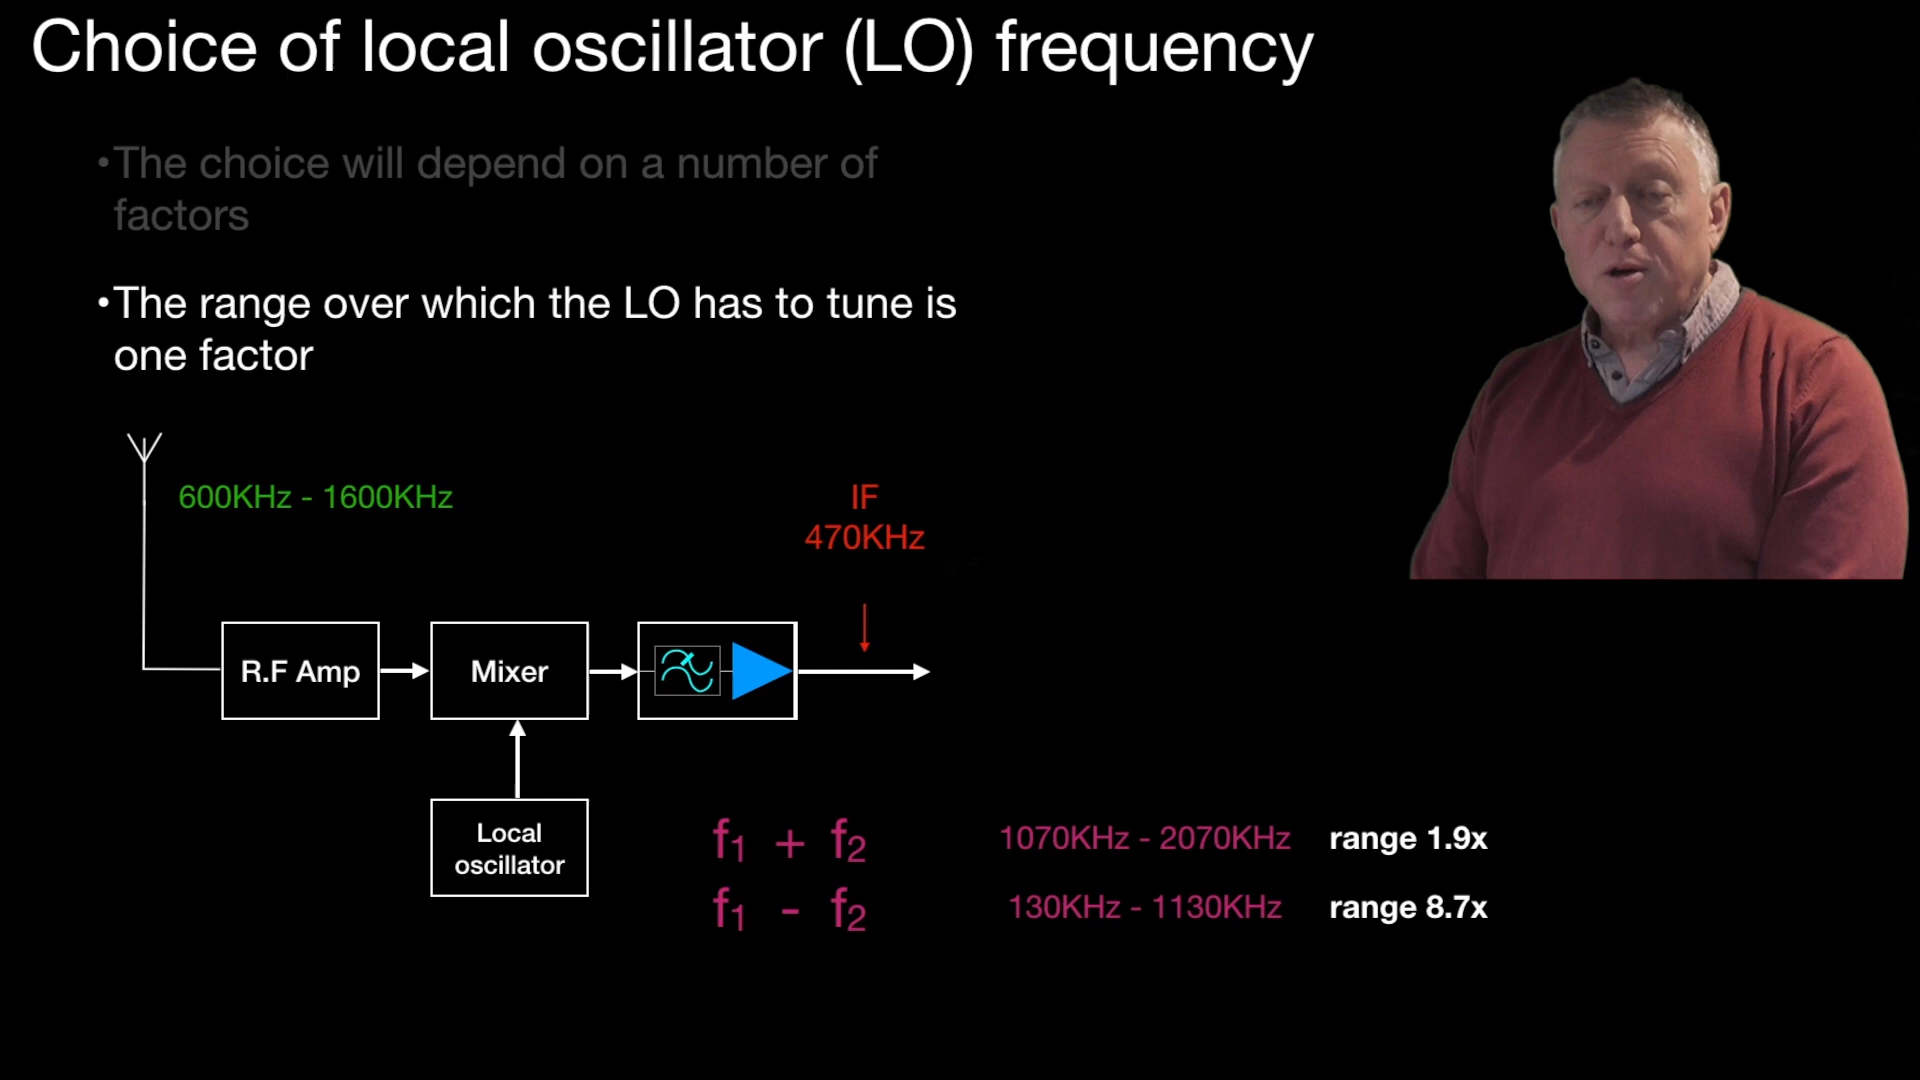 Choice of local oscillator (LO) frequency
•The choice will depend on a number of
factors
•The range over which the LO has to tune is
one factor
600KHz - 1600KHz
IF
470KHz
R.F Amp
Mixer
Local
oscillator
f₁ + f₂
1070KHz - 2070KHz
range 1.9x
f₁ - f₂
130KHz - 1130KHz
range 8.7x